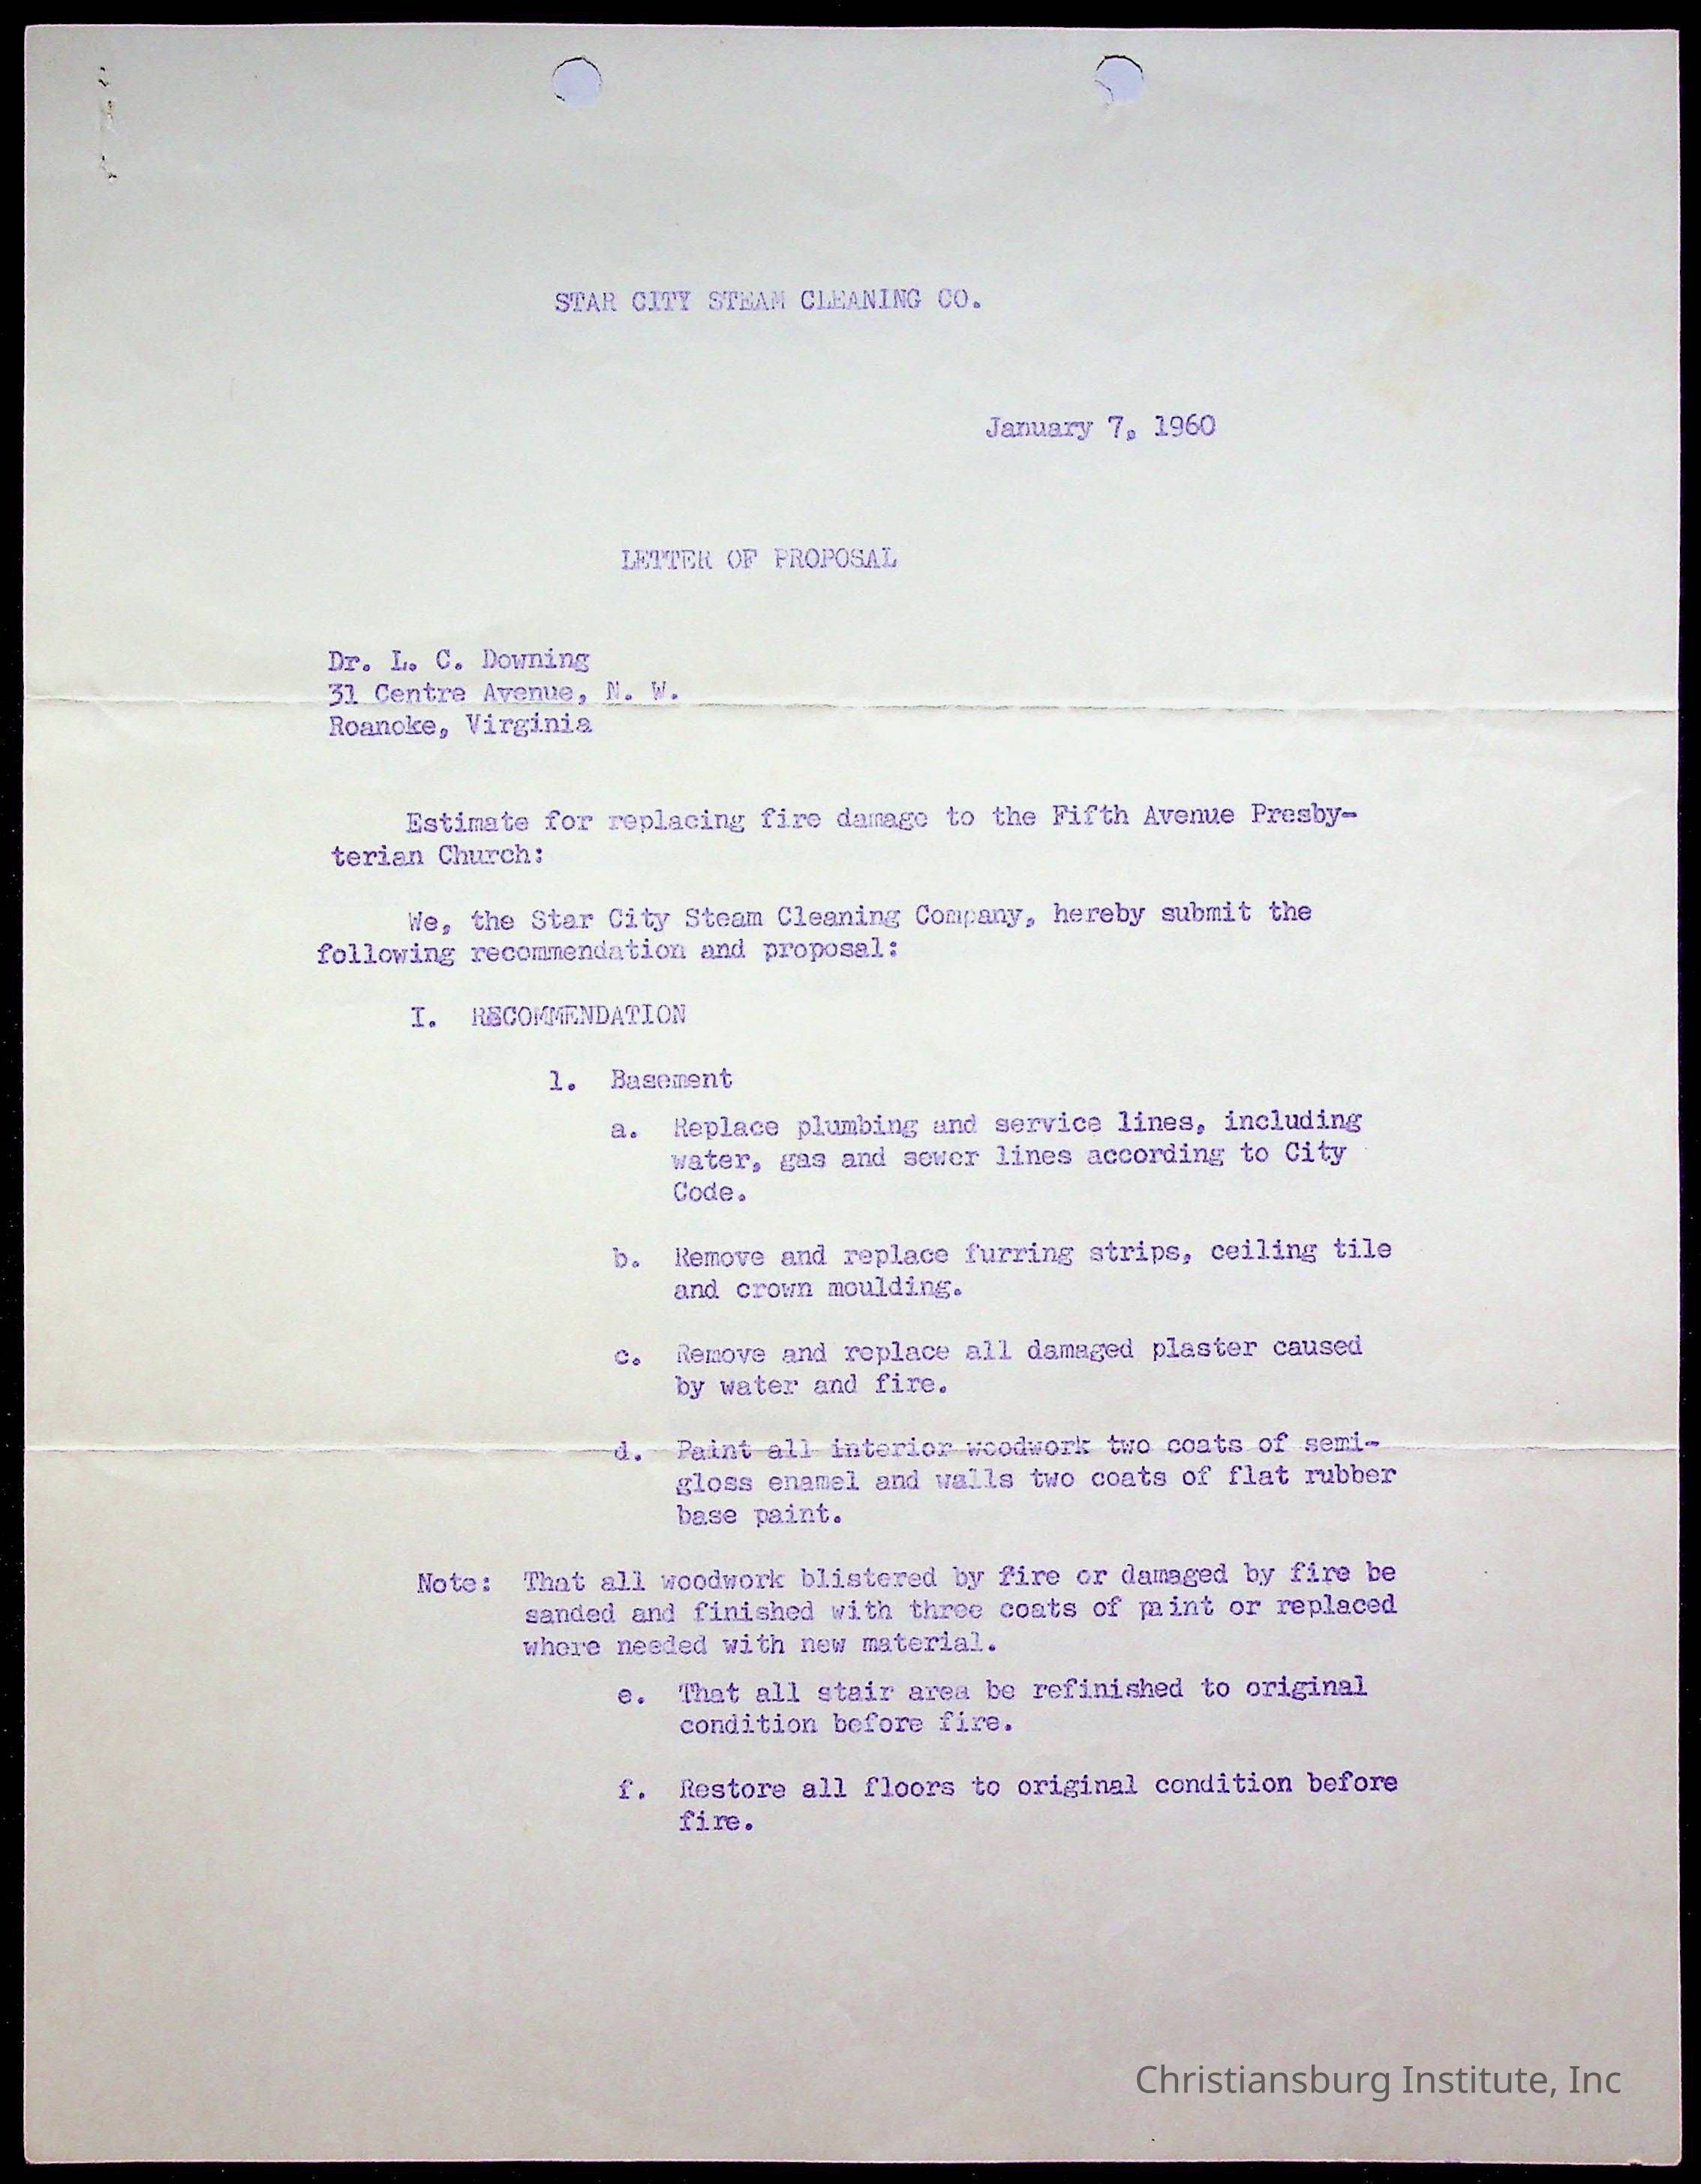 STAR CITY STEAM CLEANING CO.
January 7, 1960
LETTER OF PROPOSAL
Dr. L. C. Downing
31 Centre Avenue, N. W.
Roanoke, Virginia
Estimate for replacing fire damage to the Fifth Avenue Presby-
terian Church:
We, the Star City Steam Cleaning Company, hereby submit the
following recommendation and proposal:
I. RECOMMENDATION
1. Basement
a. Replace plumbing and service lines, including
water, gas and sewer lines according to City
Code.
b. Remove and replace furring strips, ceiling tile
and crown moulding.
c. Remove and replace all damaged plaster caused
by water and fire.
d. Paint all interior woodwork two coats of semi-
gloss enamel and walls two coats of flat rubber
base paint.
Note: That all woodwork blistered by fire or damaged by fire be
sanded and finished with three coats of paint or replaced
where needed with new material.
e. That all stair area be refinished to original
condition before fire.
f. Restore all floors to original condition before
fire.
Christiansburg Institute, Inc